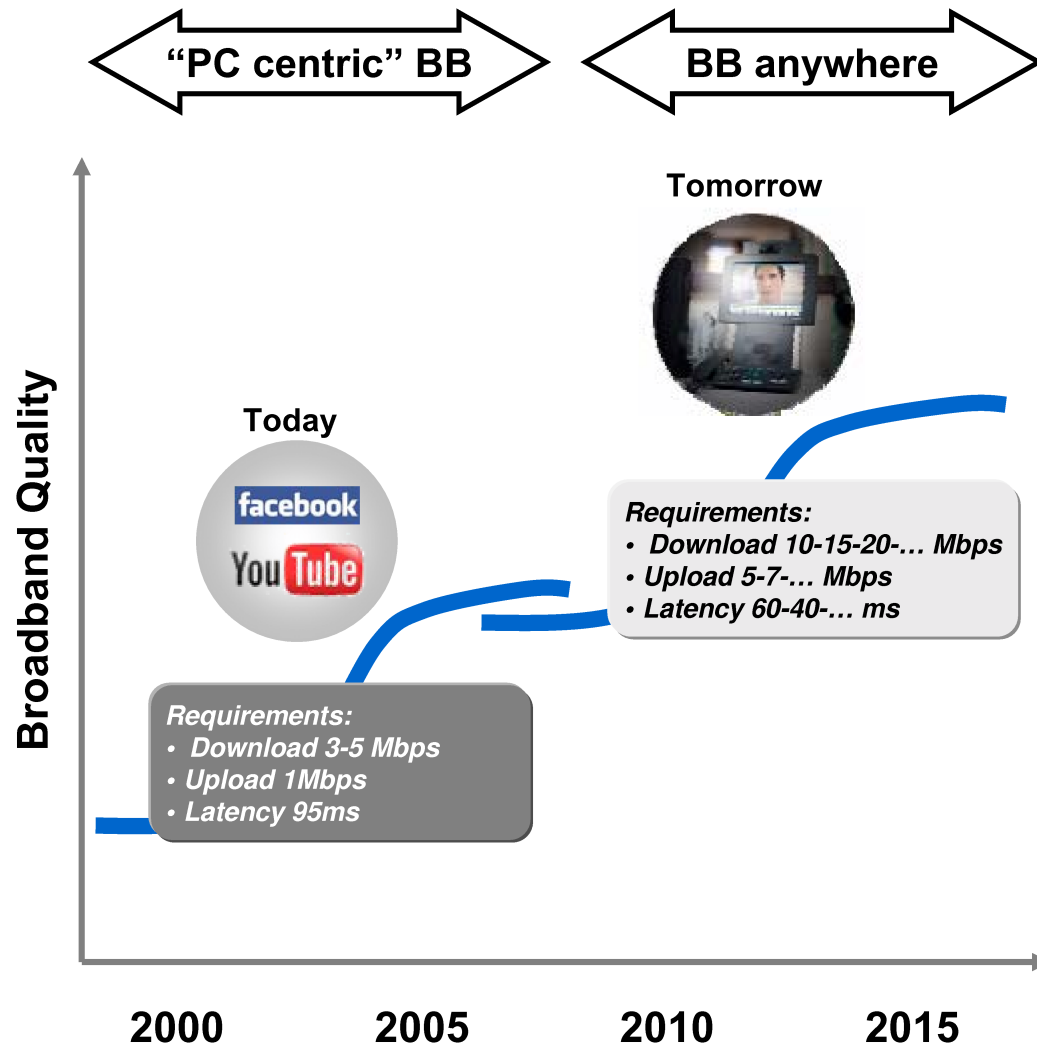 “PC centric” BB
BB anywhere
Tomorrow
Today
facebook
YouTube
Broadband Quality
Requirements:
• Download 10-15-20-… Mbps
• Upload 5-7-… Mbps
• Latency 60-40-… ms
Requirements:
• Download 3-5 Mbps
• Upload 1Mbps
• Latency 95ms
2000
2005
2010
2015